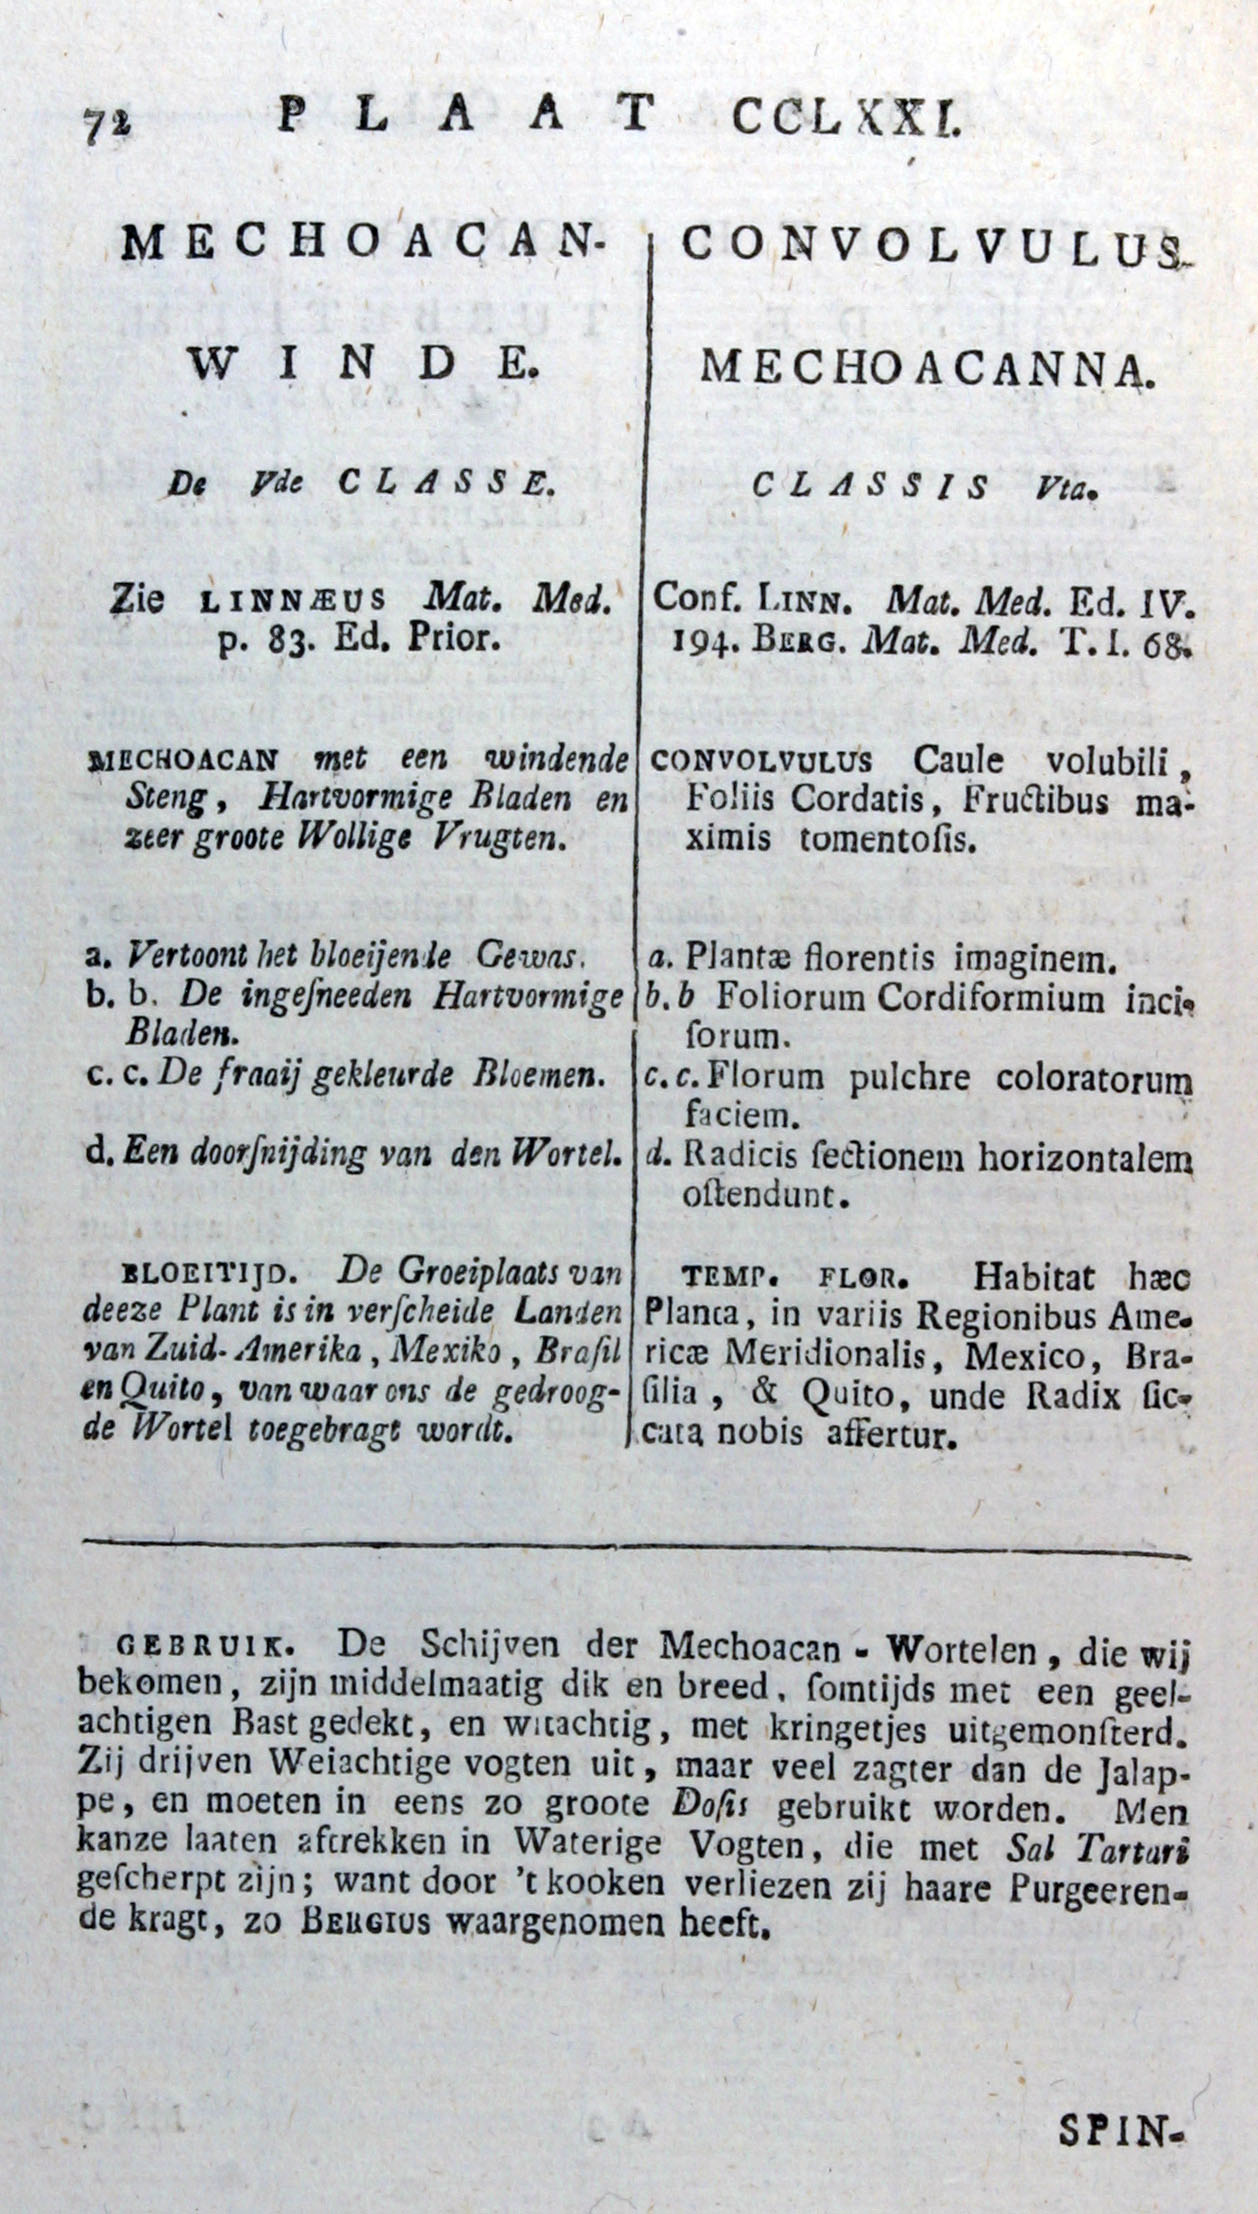 72 PLAAT CCLXXI.
MECHOACAN-
WINDE.
De Vde CLASSE.
Zie LINNÆUS Mat. Med.
p. 83. Ed. Prior.
MECHOACAN met een windende
Steng, Hartvormige Bladen en
zeer groote Wollige Vrugten.
a. Vertoont het bloeijende Gewas.
b. b. De ingeſneeden Hartvormige
Bladen.
c. c. De fraaij gekleurde Bloemen.
d. Een doorſnijding van den Wortel.
BLOEITIJD. De Groeiplaats van
deeze Plant is in verſcheide Landen
van Zuid-Amerika, Mexiko, Braſil
en Quito, van waar ons de gedroog-
de Wortel toegebragt wordt.
CONVOLVULUS
MECHOACANNA.
CLASSIS Vta.
Conf. LINN. Mat. Med. Ed. IV.
194. BERG. Mat. Med. T. I. 68.
CONVOLVULUS Caule volubili,
Foliis Cordatis, Fructibus ma-
ximis tomentoſis.
a. Plantæ florentis imaginem.
b. b Foliorum Cordiformium inci-
ſorum.
c. c. Florum pulchre coloratorum
faciem.
d. Radicis ſectionem horizontalem
oſtendunt.
TEMP. FLOR. Habitat hæc
Planta, in variis Regionibus Ame-
ricæ Meridionalis, Mexico, Bra-
ſilia, & Quito, unde Radix ſic-
cata nobis affertur.
GEBRUIK. De Schijven der Mechoacan-Wortelen, die wij
bekomen, zijn middelmaatig dik en breed, ſomtijds met een geel-
achtigen Bast gedekt, en witachtig, met kringetjes uitgemonſterd.
Zij drijven Weiachtige vogten uit, maar veel zagter dan de Jalap-
pe, en moeten in eens zo groote Doſis gebruikt worden. Men
kanze laaten aftrekken in Waterige Vogten, die met Sal Tartari
geſcherpt zijn; want door 't kooken verliezen zij haare Purgeeren-
de kragt, zo BERGIUS waargenomen heeft.
SPIN-